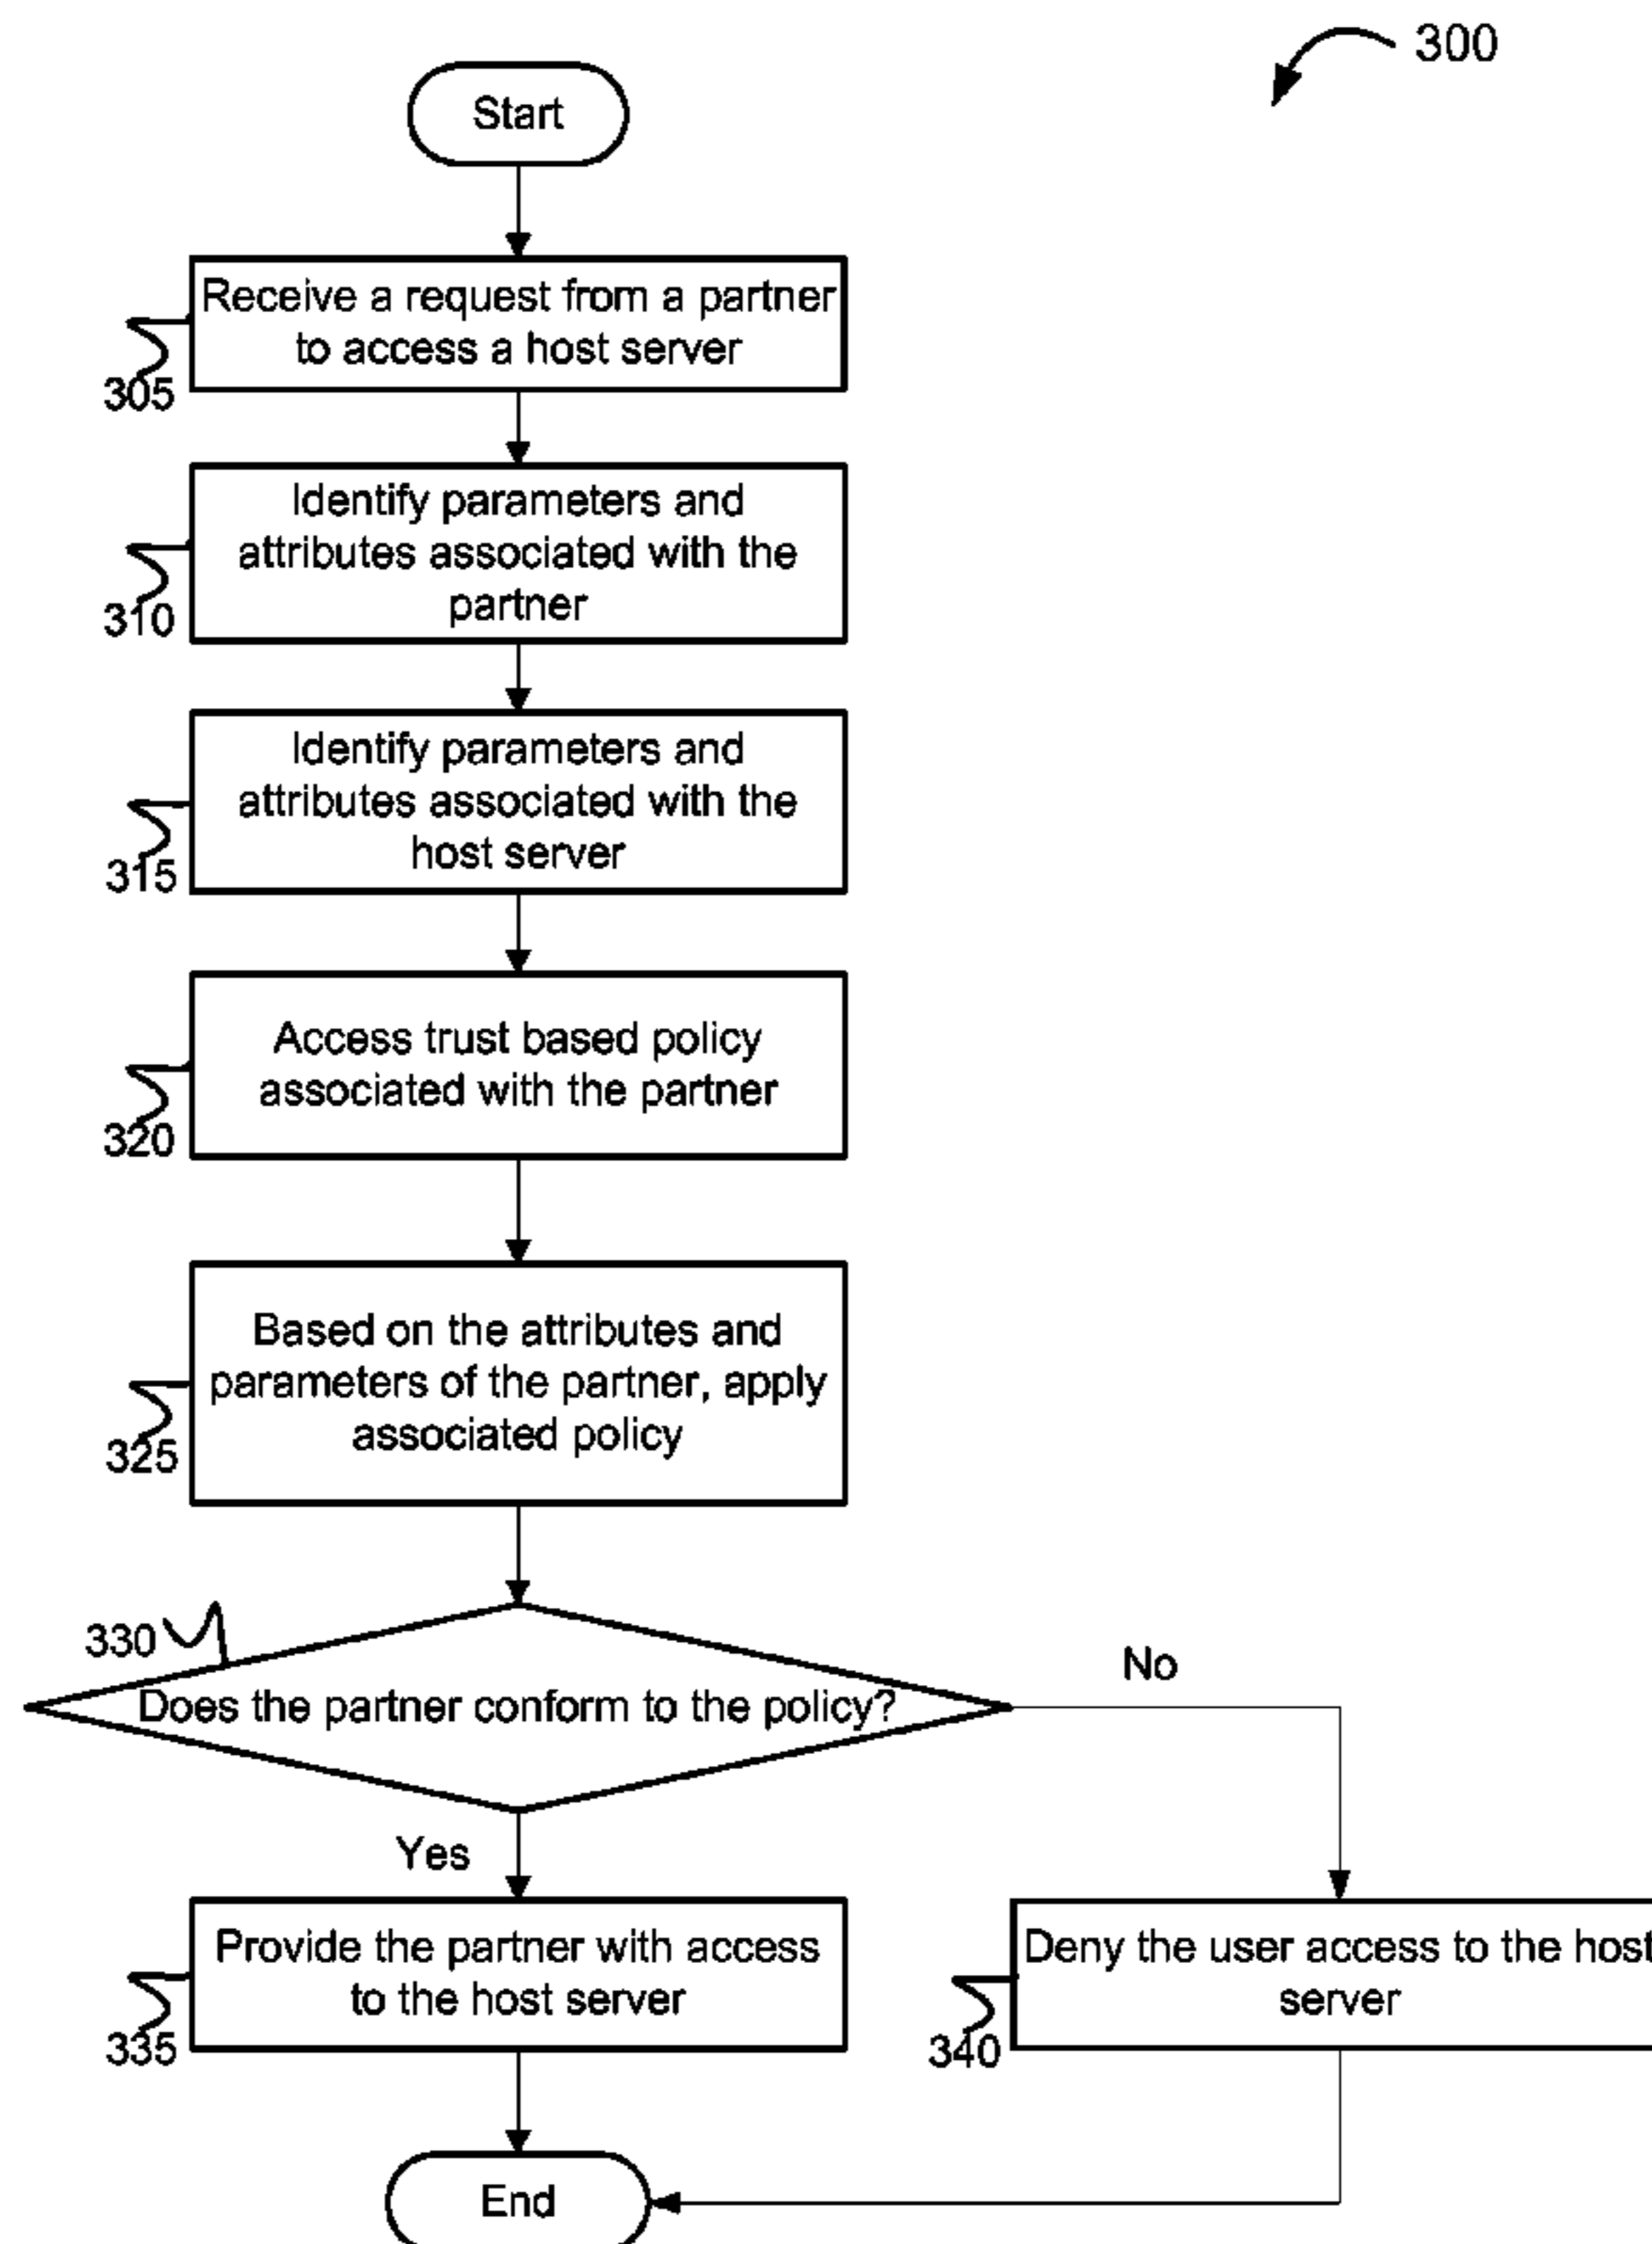 300
Start
Receive a request from a partner
to access a host server
305
Identify parameters and
attributes associated with the
partner
310
Identify parameters and
attributes associated with the
host server
315
Access trust based policy
associated with the partner
320
Based on the attributes and
parameters of the partner, apply
associated policy
325
330
Does the partner conform to the policy?
No
Yes
Provide the partner with access
to the host server
335
Deny the user access to the host
server
340
End